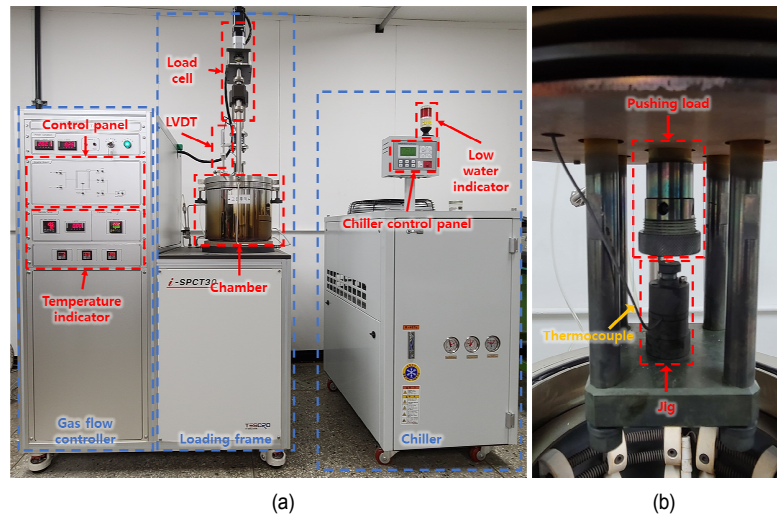 Load
cell
LVDT
Control panel
Low
water
indicator
Chiller control panel
Chamber
i-SPCT30
Temperature
indicator
Gas flow
controller
Loading frame
Chiller
(a)
Pushing load
Thermocouple
Jig
(b)